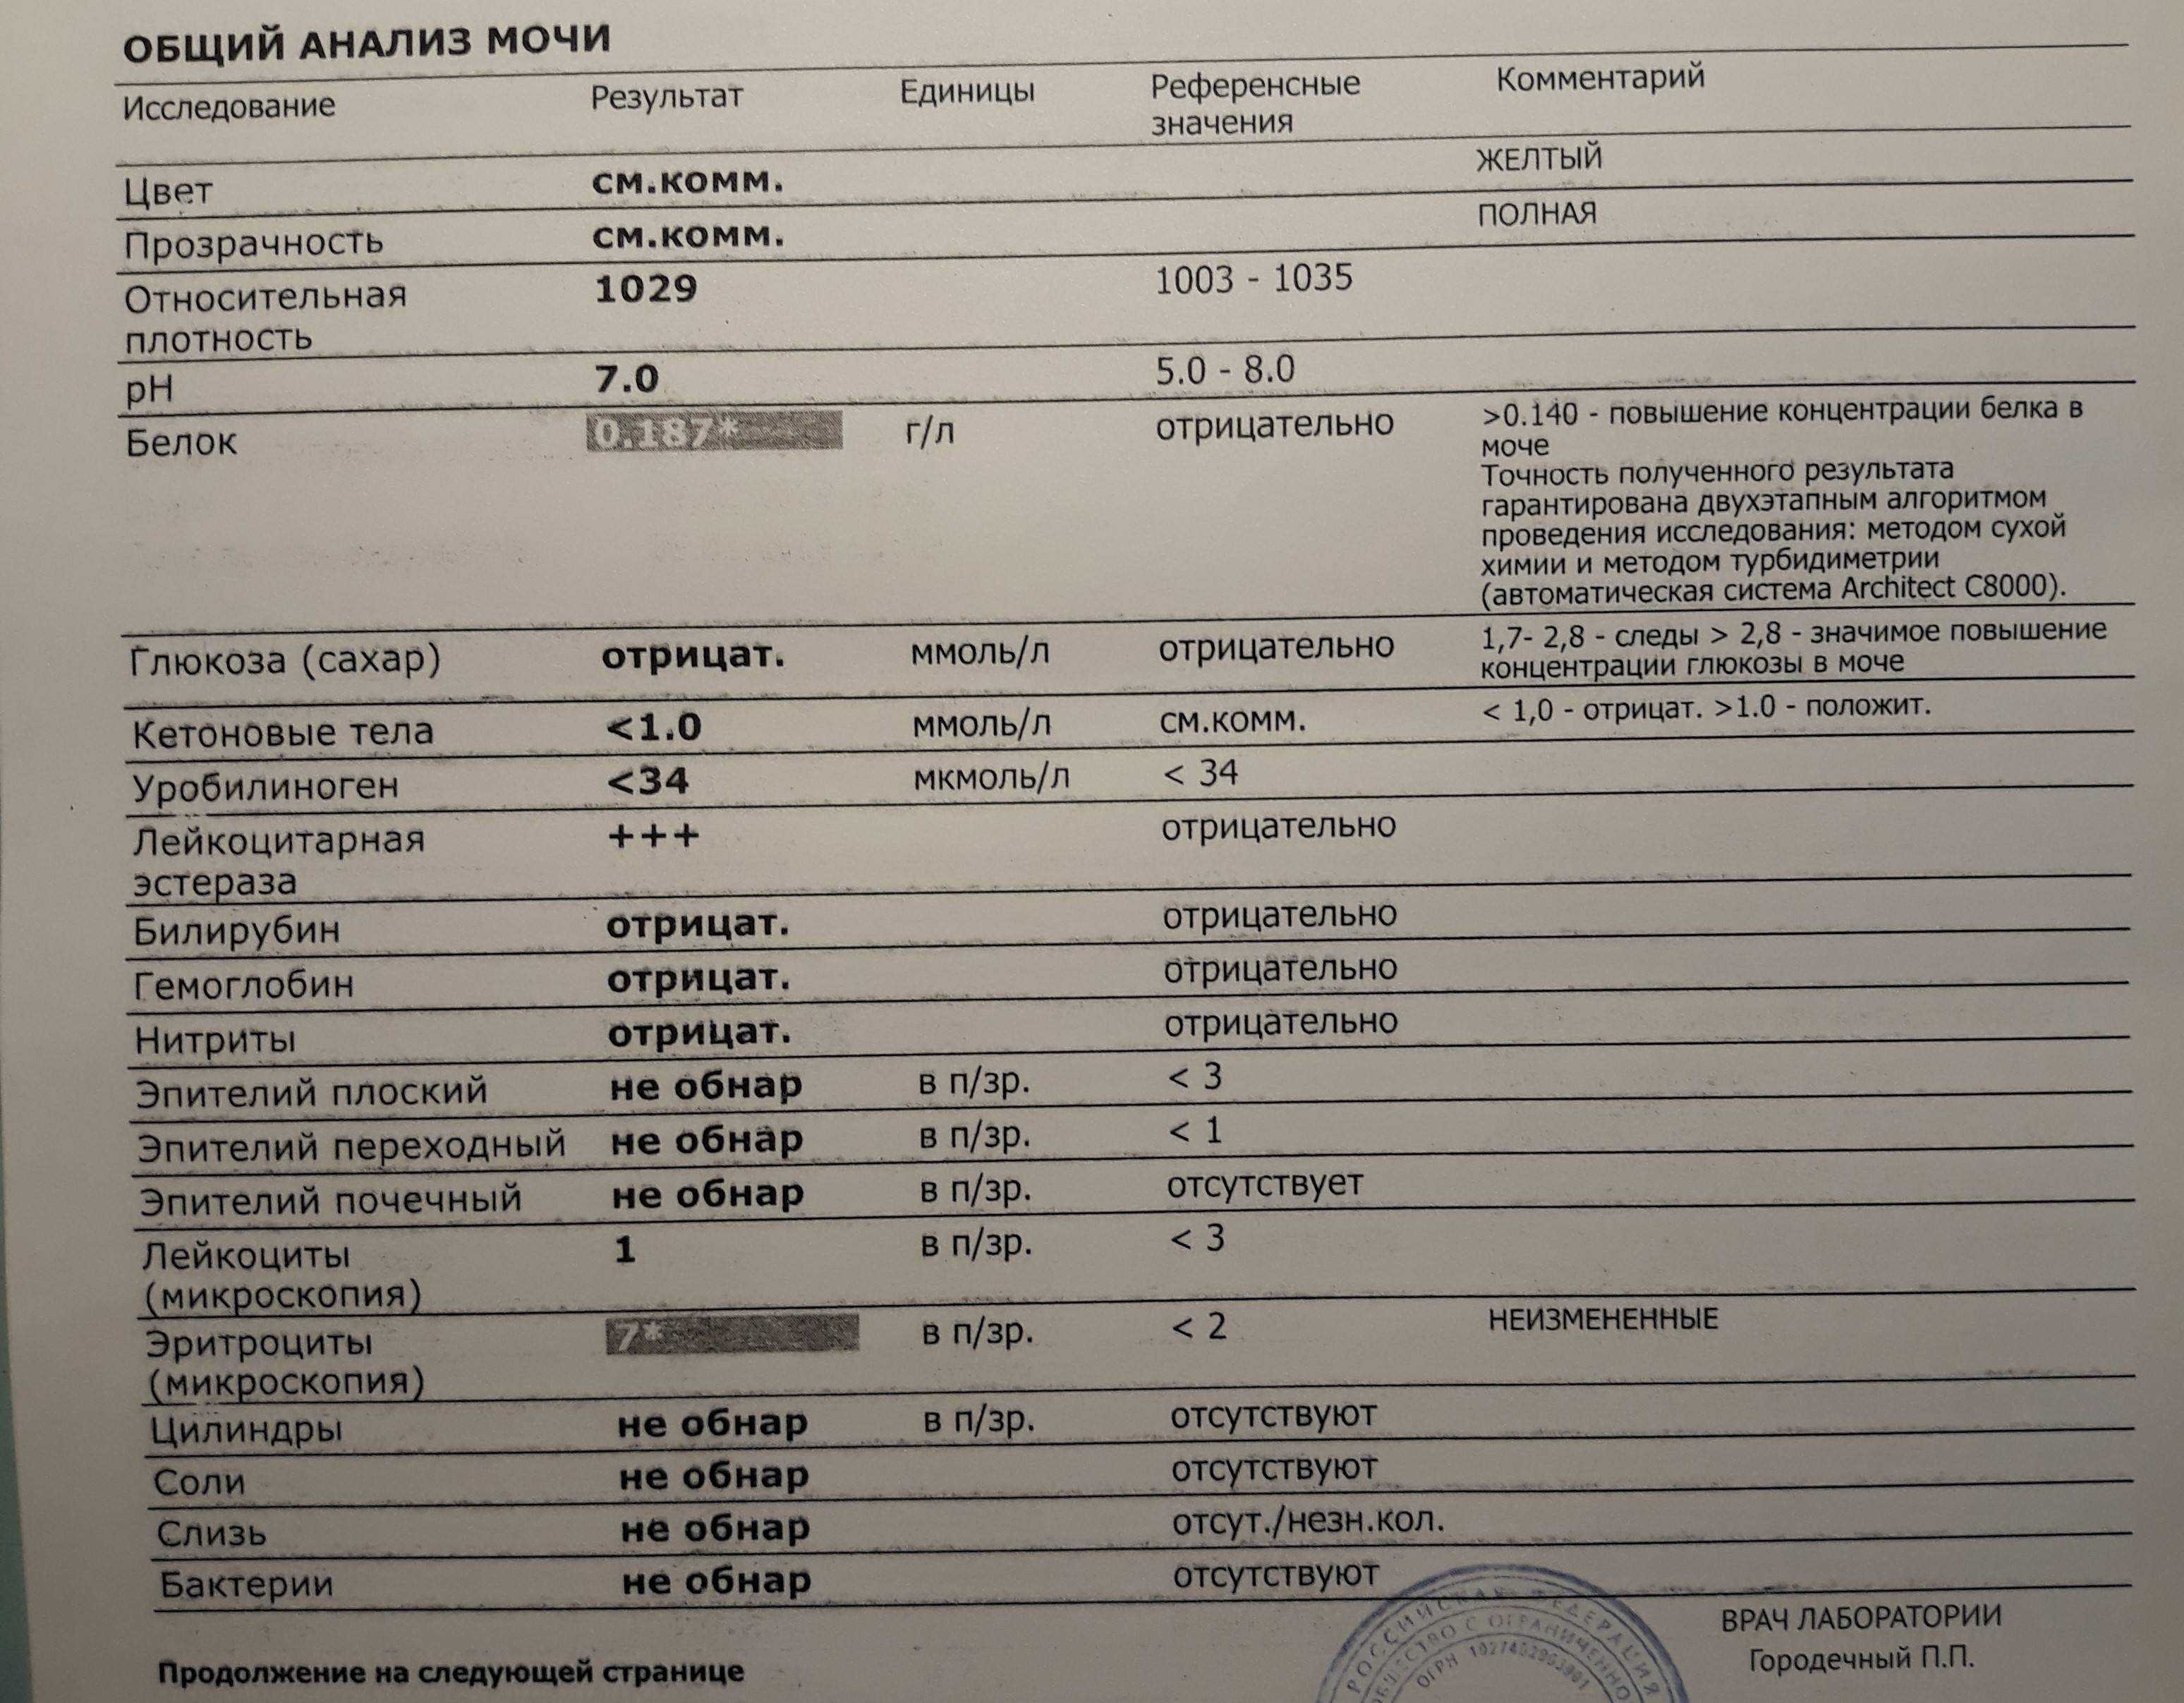 ОБЩИЙ АНАЛИЗ МОЧИ
Исследование Результат Единицы Референсные значения Комментарий
Цвет см.комм. ЖЕЛТЫЙ
Прозрачность см.комм. ПОЛНАЯ
Относительная плотность 1029 1003 - 1035
pH 7.0 5.0 - 8.0
Белок 0.187* г/л отрицательно >0.140 - повышение концентрации белка в
моче
Точность полученного результата
гарантирована двухэтапным алгоритмом
проведения исследования: методом сухой
химии и методом турбидиметрии
(автоматическая система Architect C8000).
Глюкоза (сахар) отрицат. ммоль/л отрицательно 1,7- 2,8 - следы > 2,8 - значимое повышение
концентрации глюкозы в моче
Кетоновые тела <1.0 ммоль/л см.комм. < 1,0 - отрицат. >1.0 - положит.
Уробилиноген <34 мкмоль/л < 34
Лейкоцитарная эстераза +++ отрицательно
Билирубин отрицат. отрицательно
Гемоглобин отрицат. отрицательно
Нитриты отрицат. отрицательно
Эпителий плоский не обнар в п/зр. < 3
Эпителий переходный не обнар в п/зр. < 1
Эпителий почечный не обнар в п/зр. отсутствует
Лейкоциты (микроскопия) 1 в п/зр. < 3
Эритроциты (микроскопия) 7* в п/зр. < 2 НЕИЗМЕНЕННЫЕ
Цилиндры не обнар в п/зр. отсутствуют
Соли не обнар отсутствуют
Слизь не обнар отсут./незн.кол.
Бактерии не обнар отсутствуют
ВРАЧ ЛАБОРАТОРИИ
Городечный П.П.
Продолжение на следующей странице
РОССИЙСКАЯ ФЕДЕРАЦИЯ
ОБЩЕСТВО С ОГРАНИЧЕННО
ОГРН